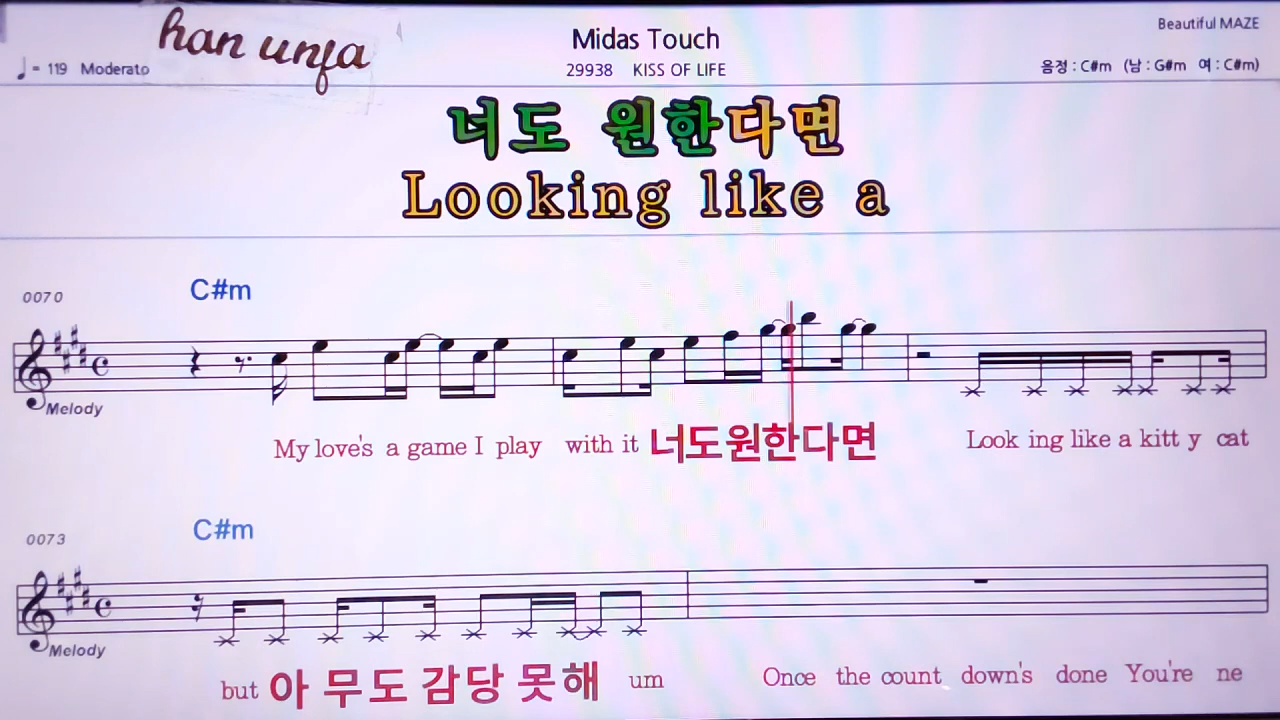 han unfa
Midas Touch
Beautiful MAZE
♩= 119 Moderato
29938 KISS OF LIFE
음정 : C#m (남 : G#m 여 : C#m)
너도 원한다면
Looking like a
0070
C#m
Melody
My love's a game I play with it 너도원한다면 Look ing like a kitt y cat
0073
C#m
Melody
but 아 무도 감당 못해 um Once the count down's done You're ne